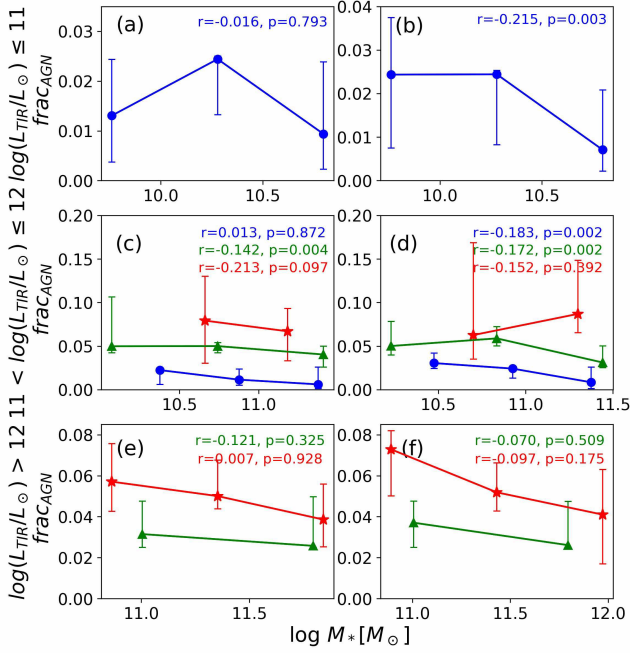 log(L_TIR/L_⊙) > 12 11 < log(L_TIR/L_⊙) ≤ 12 log(L_TIR/L_⊙) ≤ 11
frac_AGN
frac_AGN
frac_AGN
(a)
r=-0.016, p=0.793
0.03
0.02
0.01
0.00
10.0 10.5
(b)
r=-0.215, p=0.003
0.04
0.03
0.02
0.01
0.00
10.0 10.5
(c)
r=0.013, p=0.872
r=-0.142, p=0.004
r=-0.213, p=0.097
0.20
0.15
0.10
0.05
0.00
10.5 11.0
(d)
r=-0.183, p=0.002
r=-0.172, p=0.002
r=-0.152, p=0.392
0.20
0.15
0.10
0.05
0.00
10.5 11.0 11.5
(e)
r=-0.121, p=0.325
r=0.007, p=0.928
0.08
0.06
0.04
0.02
0.00
11.0 11.5
(f)
r=-0.070, p=0.509
r=-0.097, p=0.175
0.08
0.06
0.04
0.02
0.00
11.0 11.5 12.0
log M_*[M_⊙]